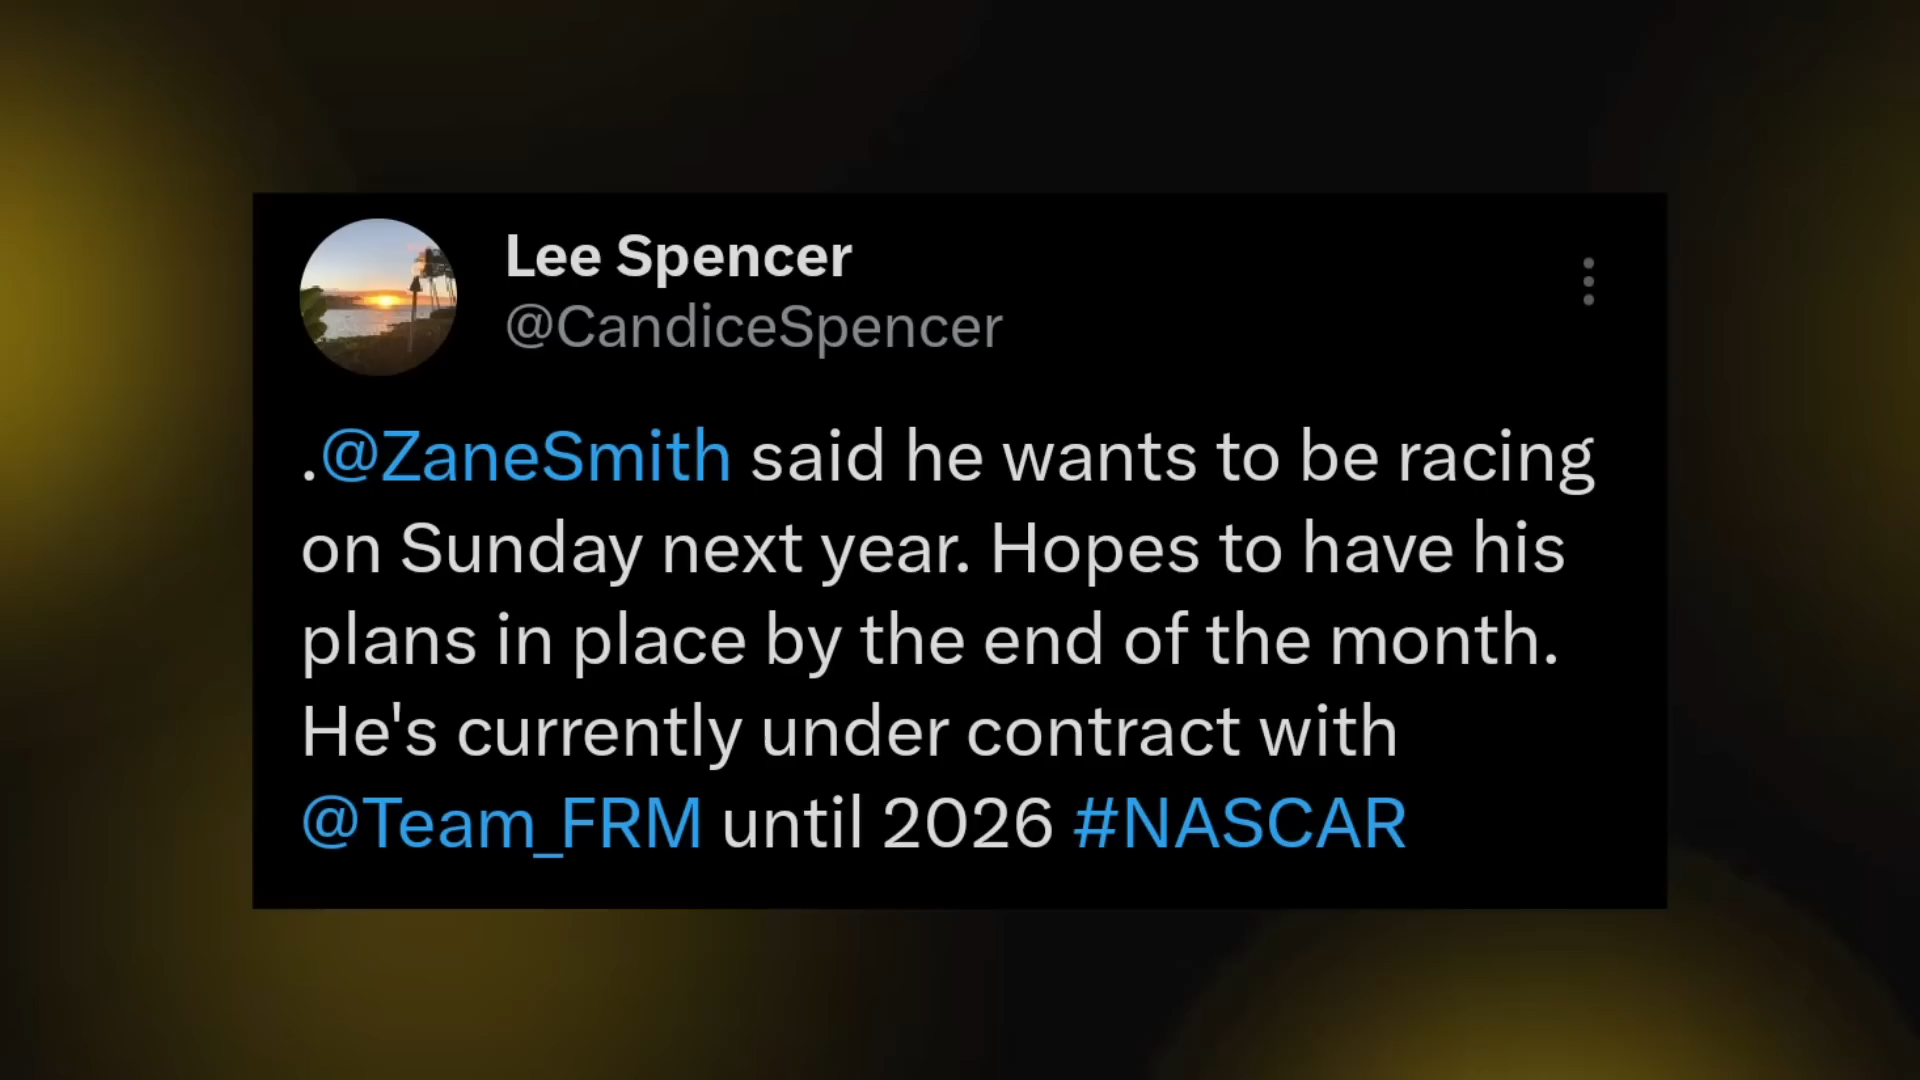 Lee Spencer
@CandiceSpencer
.@ZaneSmith said he wants to be racing
on Sunday next year. Hopes to have his
plans in place by the end of the month.
He's currently under contract with
@Team_FRM until 2026 #NASCAR